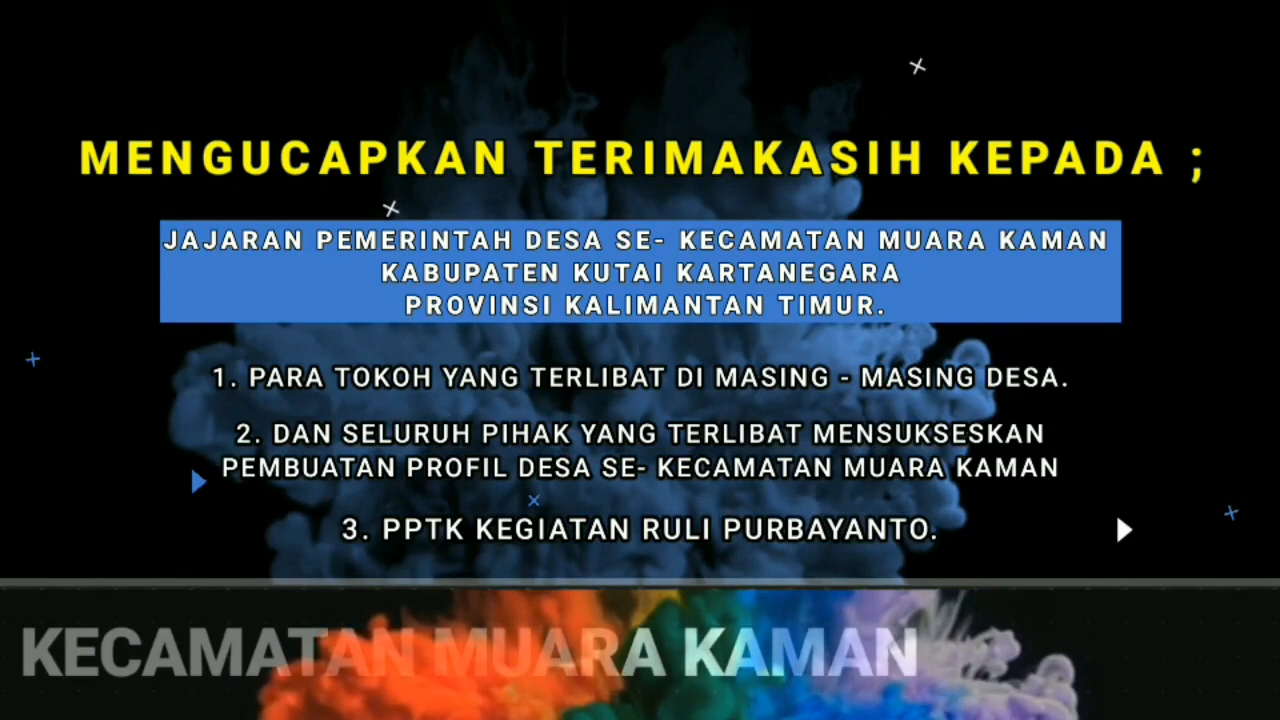 MENGUCAPKAN TERIMAKASIH KEPADA ;
JAJARAN PEMERINTAH DESA SE- KECAMATAN MUARA KAMAN
KABUPATEN KUTAI KARTANEGARA
PROVINSI KALIMANTAN TIMUR.
1. PARA TOKOH YANG TERLIBAT DI MASING - MASING DESA.
2. DAN SELURUH PIHAK YANG TERLIBAT MENSUKSESKAN
PEMBUATAN PROFIL DESA SE- KECAMATAN MUARA KAMAN
3. PPTK KEGIATAN RULI PURBAYANTO.
KECAMATAN MUARA KAMAN